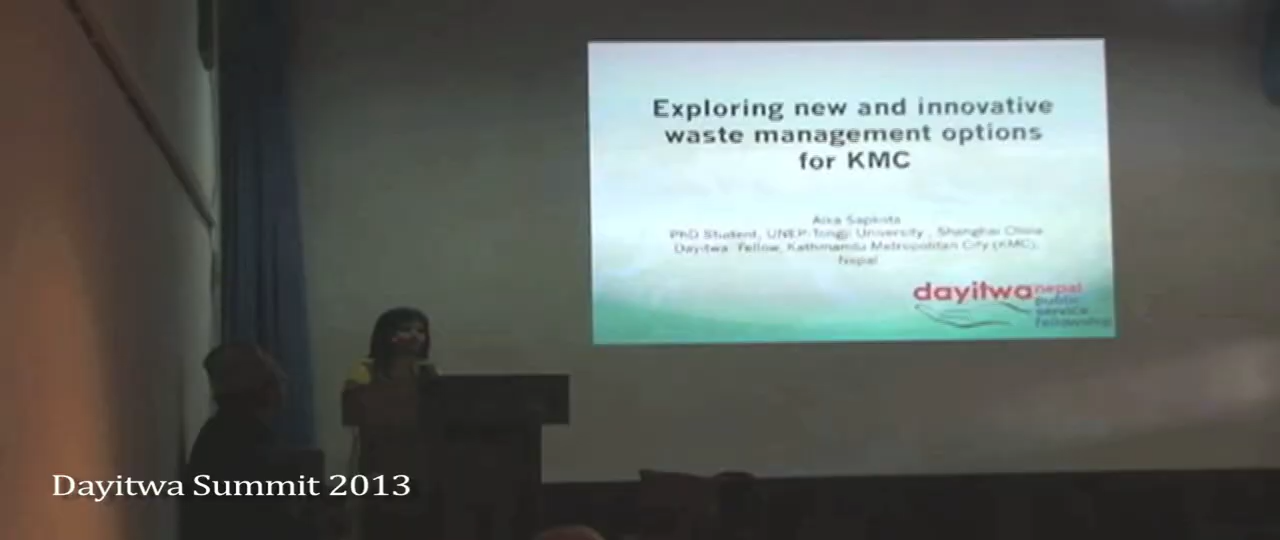 Exploring new and innovative
waste management options
for KMC
Sapkota
PhD Student, UNEP-Tongji University, Shanghai China
Dayitwa Fellow, Kathmandu Metropolitan City (KMC),
Nepal
dayitwa nepal
public
service
fellowship
Dayitwa Summit 2013